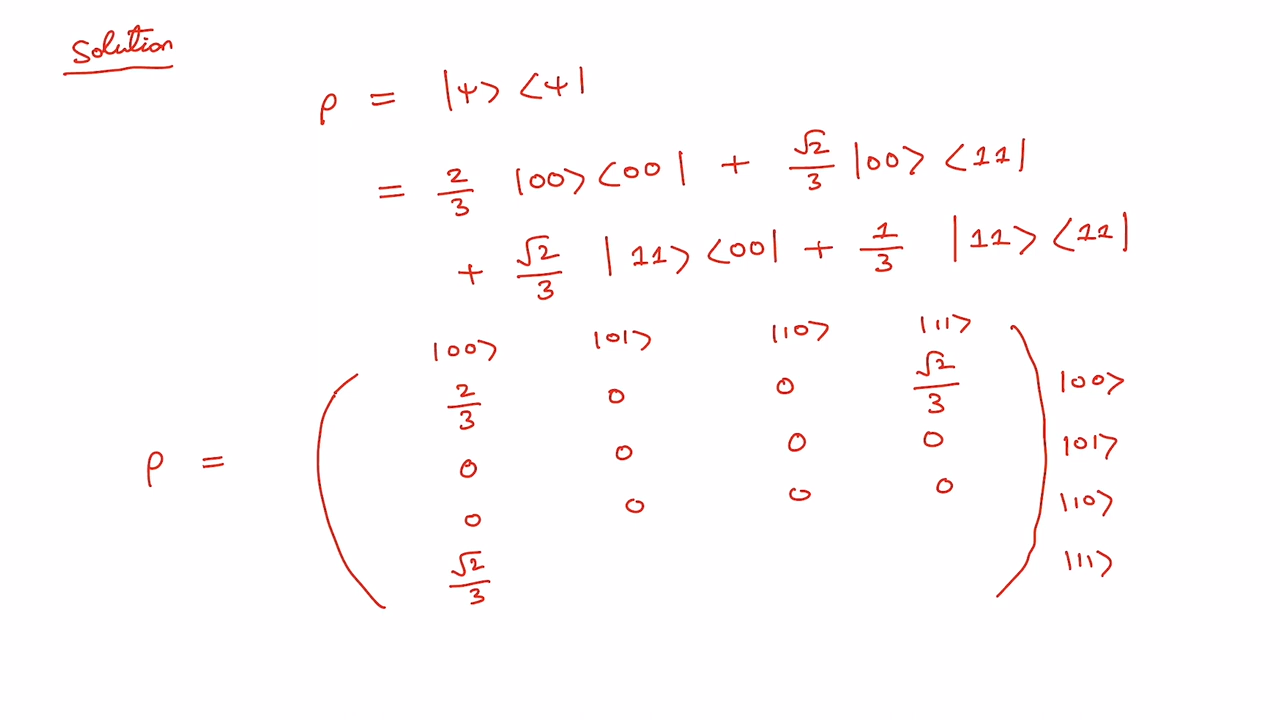 Solution
ρ = |ψ⟩ ⟨ψ|
= 2/3 |00⟩⟨00| + √2/3 |00⟩⟨11|
+ √2/3 |11⟩⟨00| + 1/3 |11⟩⟨11|
|00⟩ |01⟩ |10⟩ |11⟩
2/3 0 0 √2/3 |00⟩
ρ = ( 0 0 0 0 ) |01⟩
0 0 0 0 |10⟩
√2/3 |11⟩